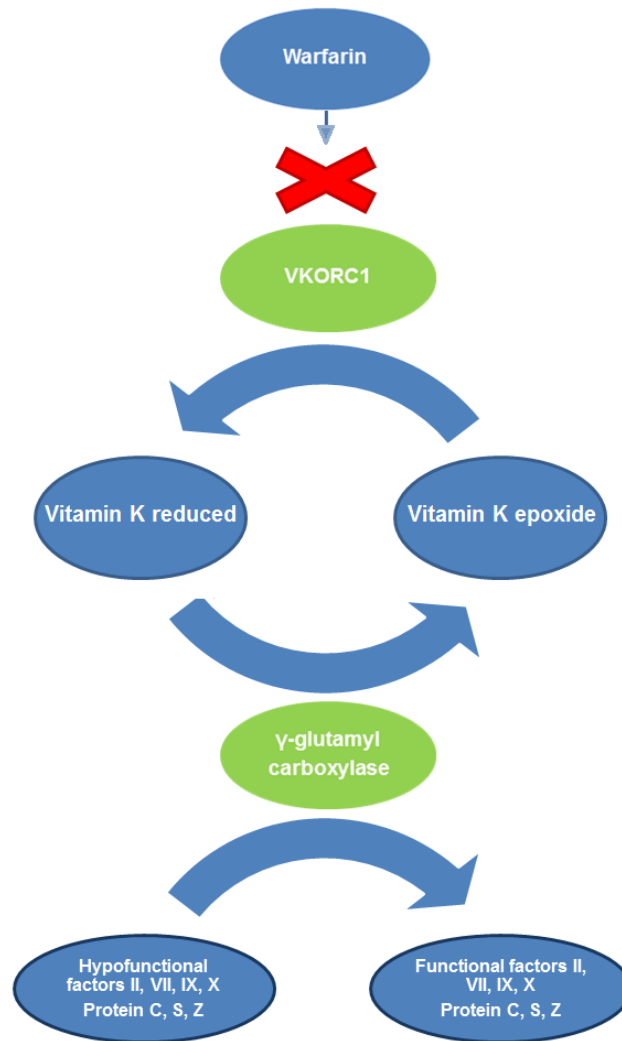 Warfarin
VKORC1
Vitamin K reduced
Vitamin K epoxide
γ-glutamyl
carboxylase
Hypofunctional
factors II, VII, IX, X
Protein C, S, Z
Functional factors II,
VII, IX, X
Protein C, S, Z